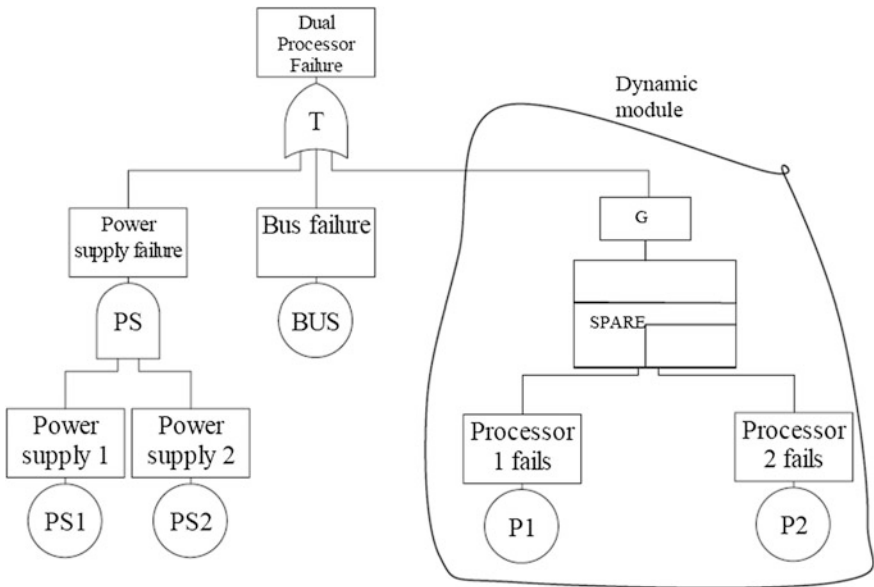 Dual
Processor
Failure
T
Dynamic
module
Power
supply failure
Bus failure
G
PS
BUS
SPARE
Power
supply 1
Power
supply 2
Processor
1 fails
Processor
2 fails
PS1
PS2
P1
P2